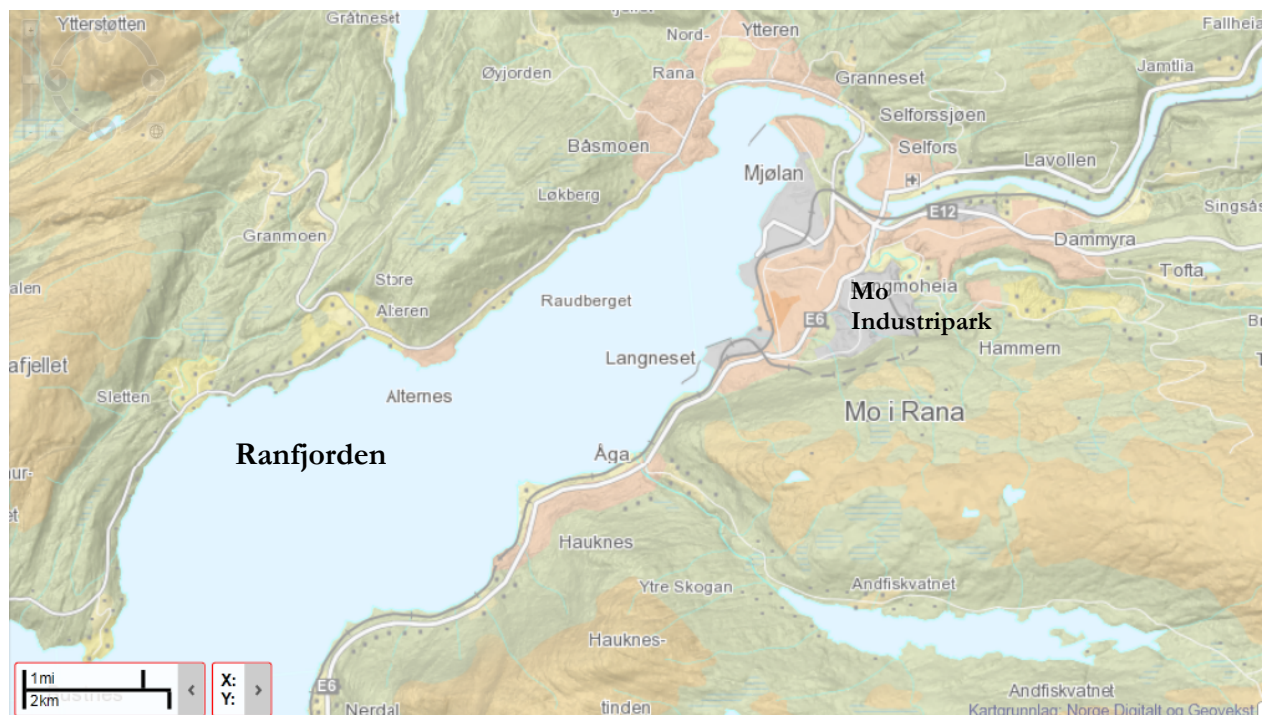 Ytterstøtten
Gråtneset
Nord-
Rana
Ytteren
Fallheia
Jamtlia
Øyjorden
Granneset
Selforssjøen
Båsmoen
Selfors
Lavollen
Mjølan
Løkberg
Singsås
E12
Granmoen
Dammyra
Tofta
Store
Alteren
Raudberget
Mo
Industripark
E6
Langneset
Hammern
Sletten
Alternes
Mo i Rana
Ranfjorden
Åga
Hauknes
Ytre Skogan
Andfiskvatnet
Hauknes-
tinden
1mi
2km
X:
Y:
E6
Nerdal
Andfiskvatnet
Kartgrunnlag: Norge Digitalt og Geovekst